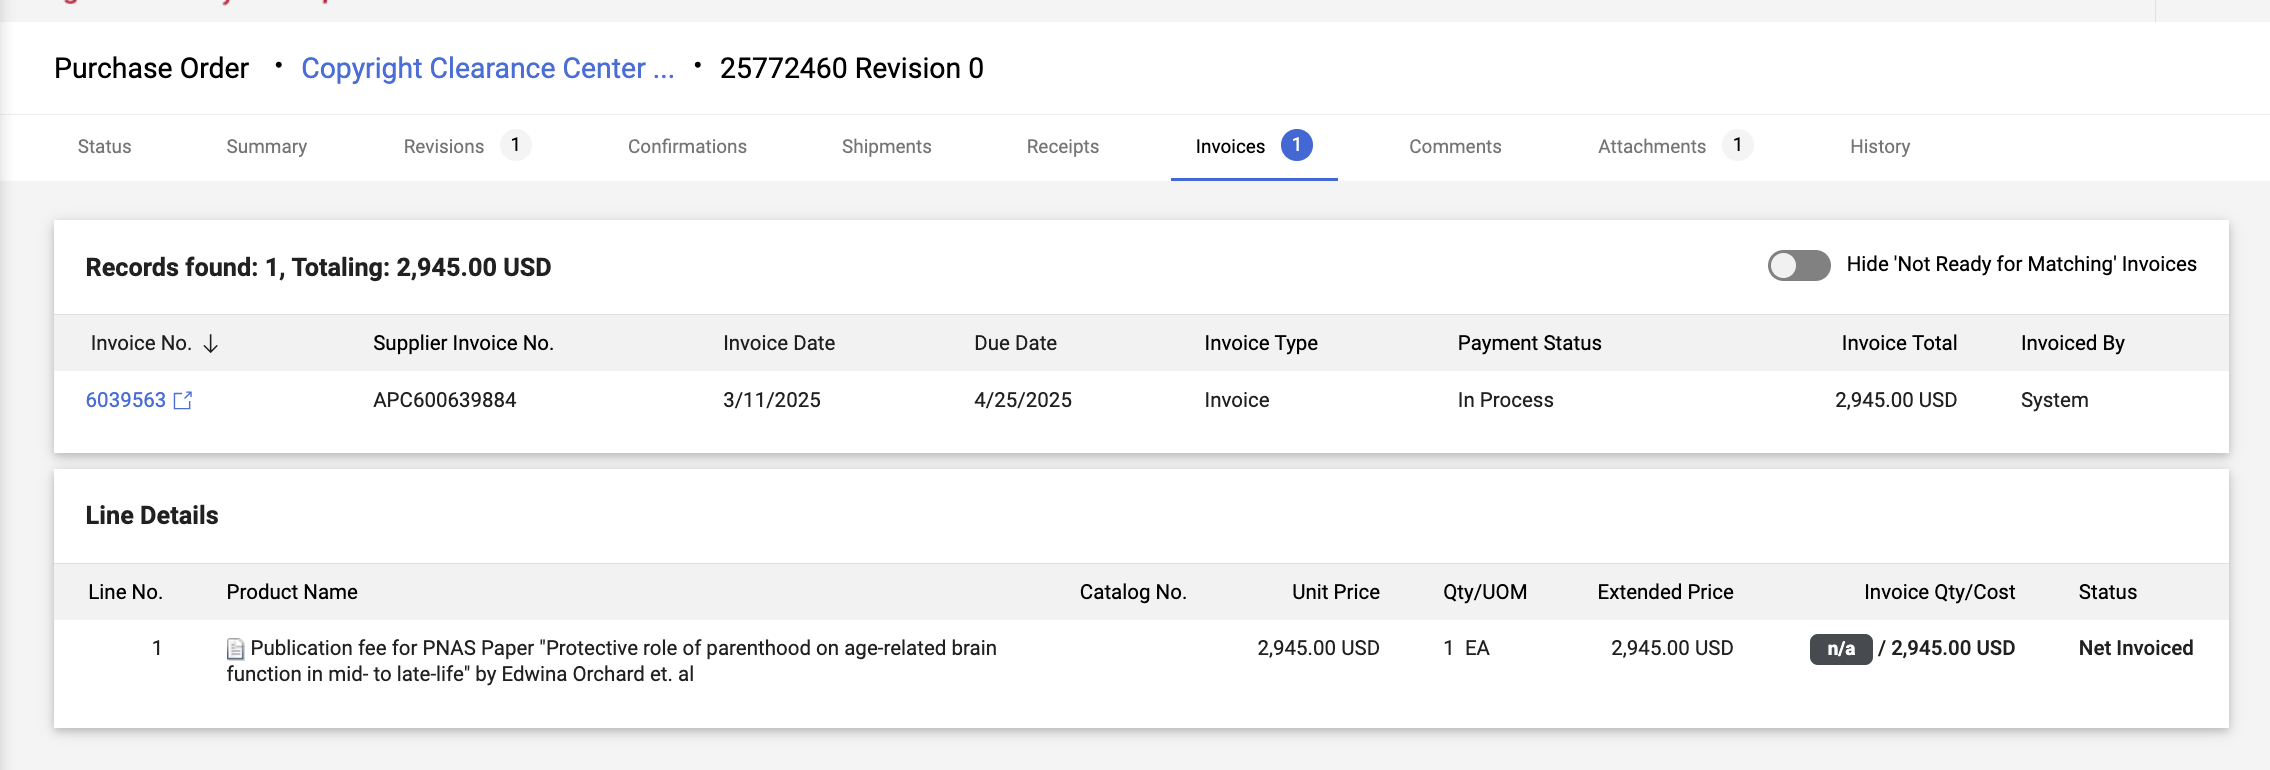 Purchase Order • Copyright Clearance Center ... • 25772460 Revision 0
Status Summary Revisions 1 Confirmations Shipments Receipts Invoices 1 Comments Attachments 1 History
Records found: 1, Totaling: 2,945.00 USD Hide 'Not Ready for Matching' Invoices
Invoice No. ↓ Supplier Invoice No. Invoice Date Due Date Invoice Type Payment Status Invoice Total Invoiced By
6039563 APC600639884 3/11/2025 4/25/2025 Invoice In Process 2,945.00 USD System
Line Details
Line No. Product Name Catalog No. Unit Price Qty/UOM Extended Price Invoice Qty/Cost Status
1 Publication fee for PNAS Paper "Protective role of parenthood on age-related brain 2,945.00 USD 1 EA 2,945.00 USD n/a / 2,945.00 USD Net Invoiced
function in mid- to late-life" by Edwina Orchard et. al